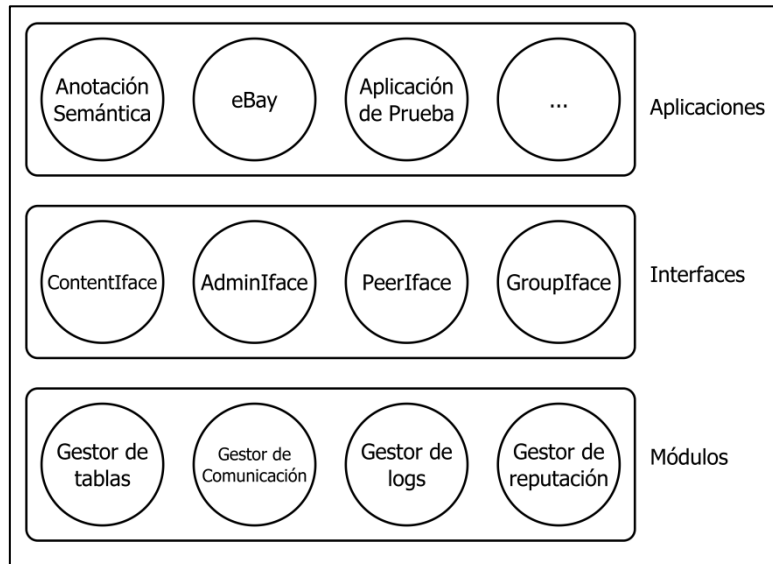 Anotación
Semántica
eBay
Aplicación
de Prueba
...
Aplicaciones
ContentIface
AdminIface
PeerIface
GroupIface
Interfaces
Gestor de
tablas
Gestor de
Comunicación
Gestor de
logs
Gestor de
reputación
Módulos